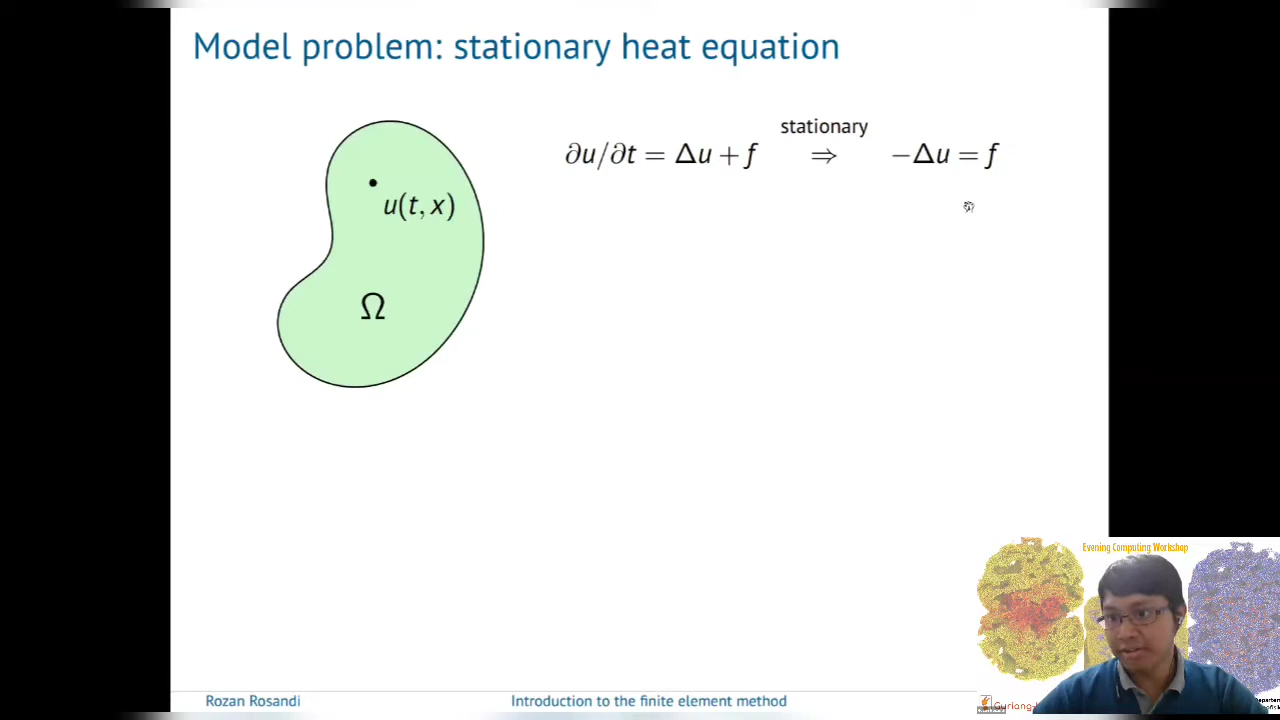 Model problem: stationary heat equation
stationary
∂u/∂t = Δu + f ⇒ −Δu = f
u(t, x)
Ω
Evening Computing Workshop
Rozan Rosandi
Introduction to the finite element method